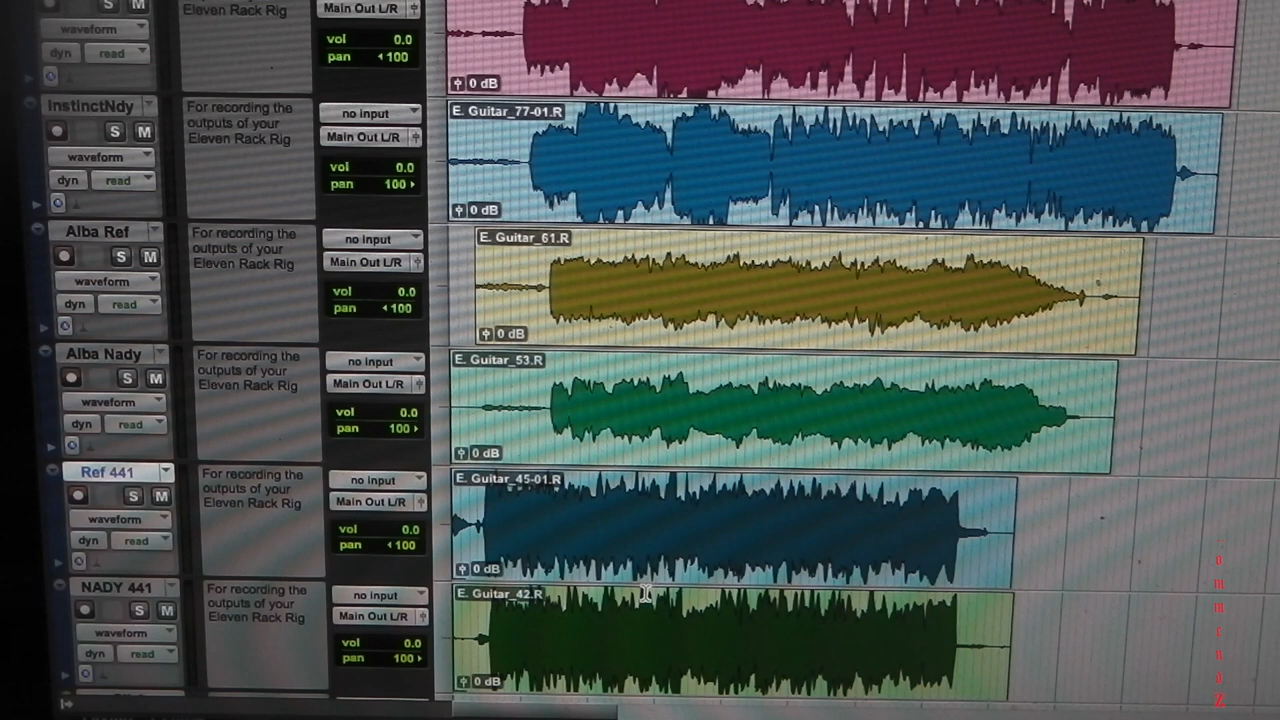 S M
waveform
dyn read
Eleven Rack Rig
Main Out L/R
vol 0.0
pan 100
0 dB
InstinctNdy
S M
waveform
dyn read
For recording the
outputs of your
Eleven Rack Rig
no input
Main Out L/R
vol 0.0
pan 100
E. Guitar_77-01.R
0 dB
Alba Ref
S M
waveform
dyn read
For recording the
outputs of your
Eleven Rack Rig
no input
Main Out L/R
vol 0.0
pan 100
E. Guitar_61.R
0 dB
Alba Nady
S M
waveform
dyn read
For recording the
outputs of your
Eleven Rack Rig
no input
Main Out L/R
vol 0.0
pan 100
E. Guitar_53.R
0 dB
Ref 441
S M
waveform
dyn read
For recording the
outputs of your
Eleven Rack Rig
no input
Main Out L/R
vol 0.0
pan 100
E. Guitar_45-01.R
0 dB
NADY 441
S M
waveform
dyn read
For recording the
outputs of your
Eleven Rack Rig
no input
Main Out L/R
vol 0.0
pan 100
E. Guitar_42.R
0 dB